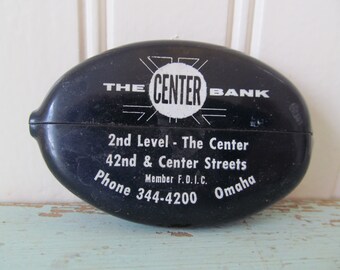 THE CENTER BANK
2nd Level - The Center
42nd & Center Streets
Member F.D.I.C.
Phone 344-4200 Omaha